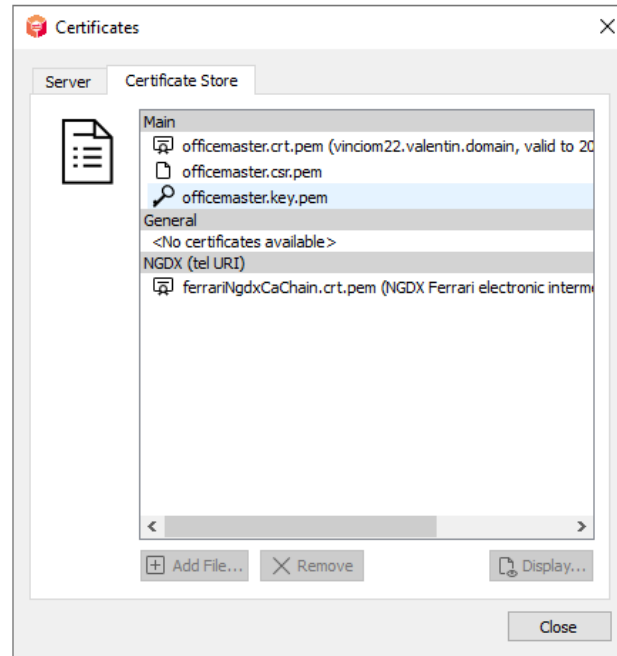 Certificates
Server
Certificate Store
Main
officemaster.crt.pem (vinciom22.valentin.domain, valid to 20
officemaster.csr.pem
officemaster.key.pem
General
<No certificates available>
NGDX (tel URI)
ferrariNgdxCaChain.crt.pem (NGDX Ferrari electronic interme
Add File...
Remove
Display...
Close